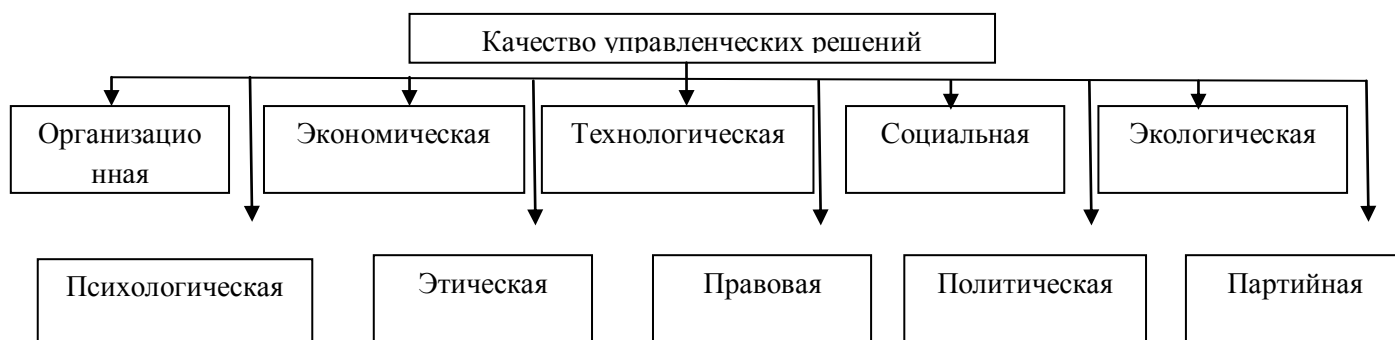 Качество управленческих решений
Организацио
нная
Экономическая
Технологическая
Социальная
Экологическая
Психологическая
Этическая
Правовая
Политическая
Партийная